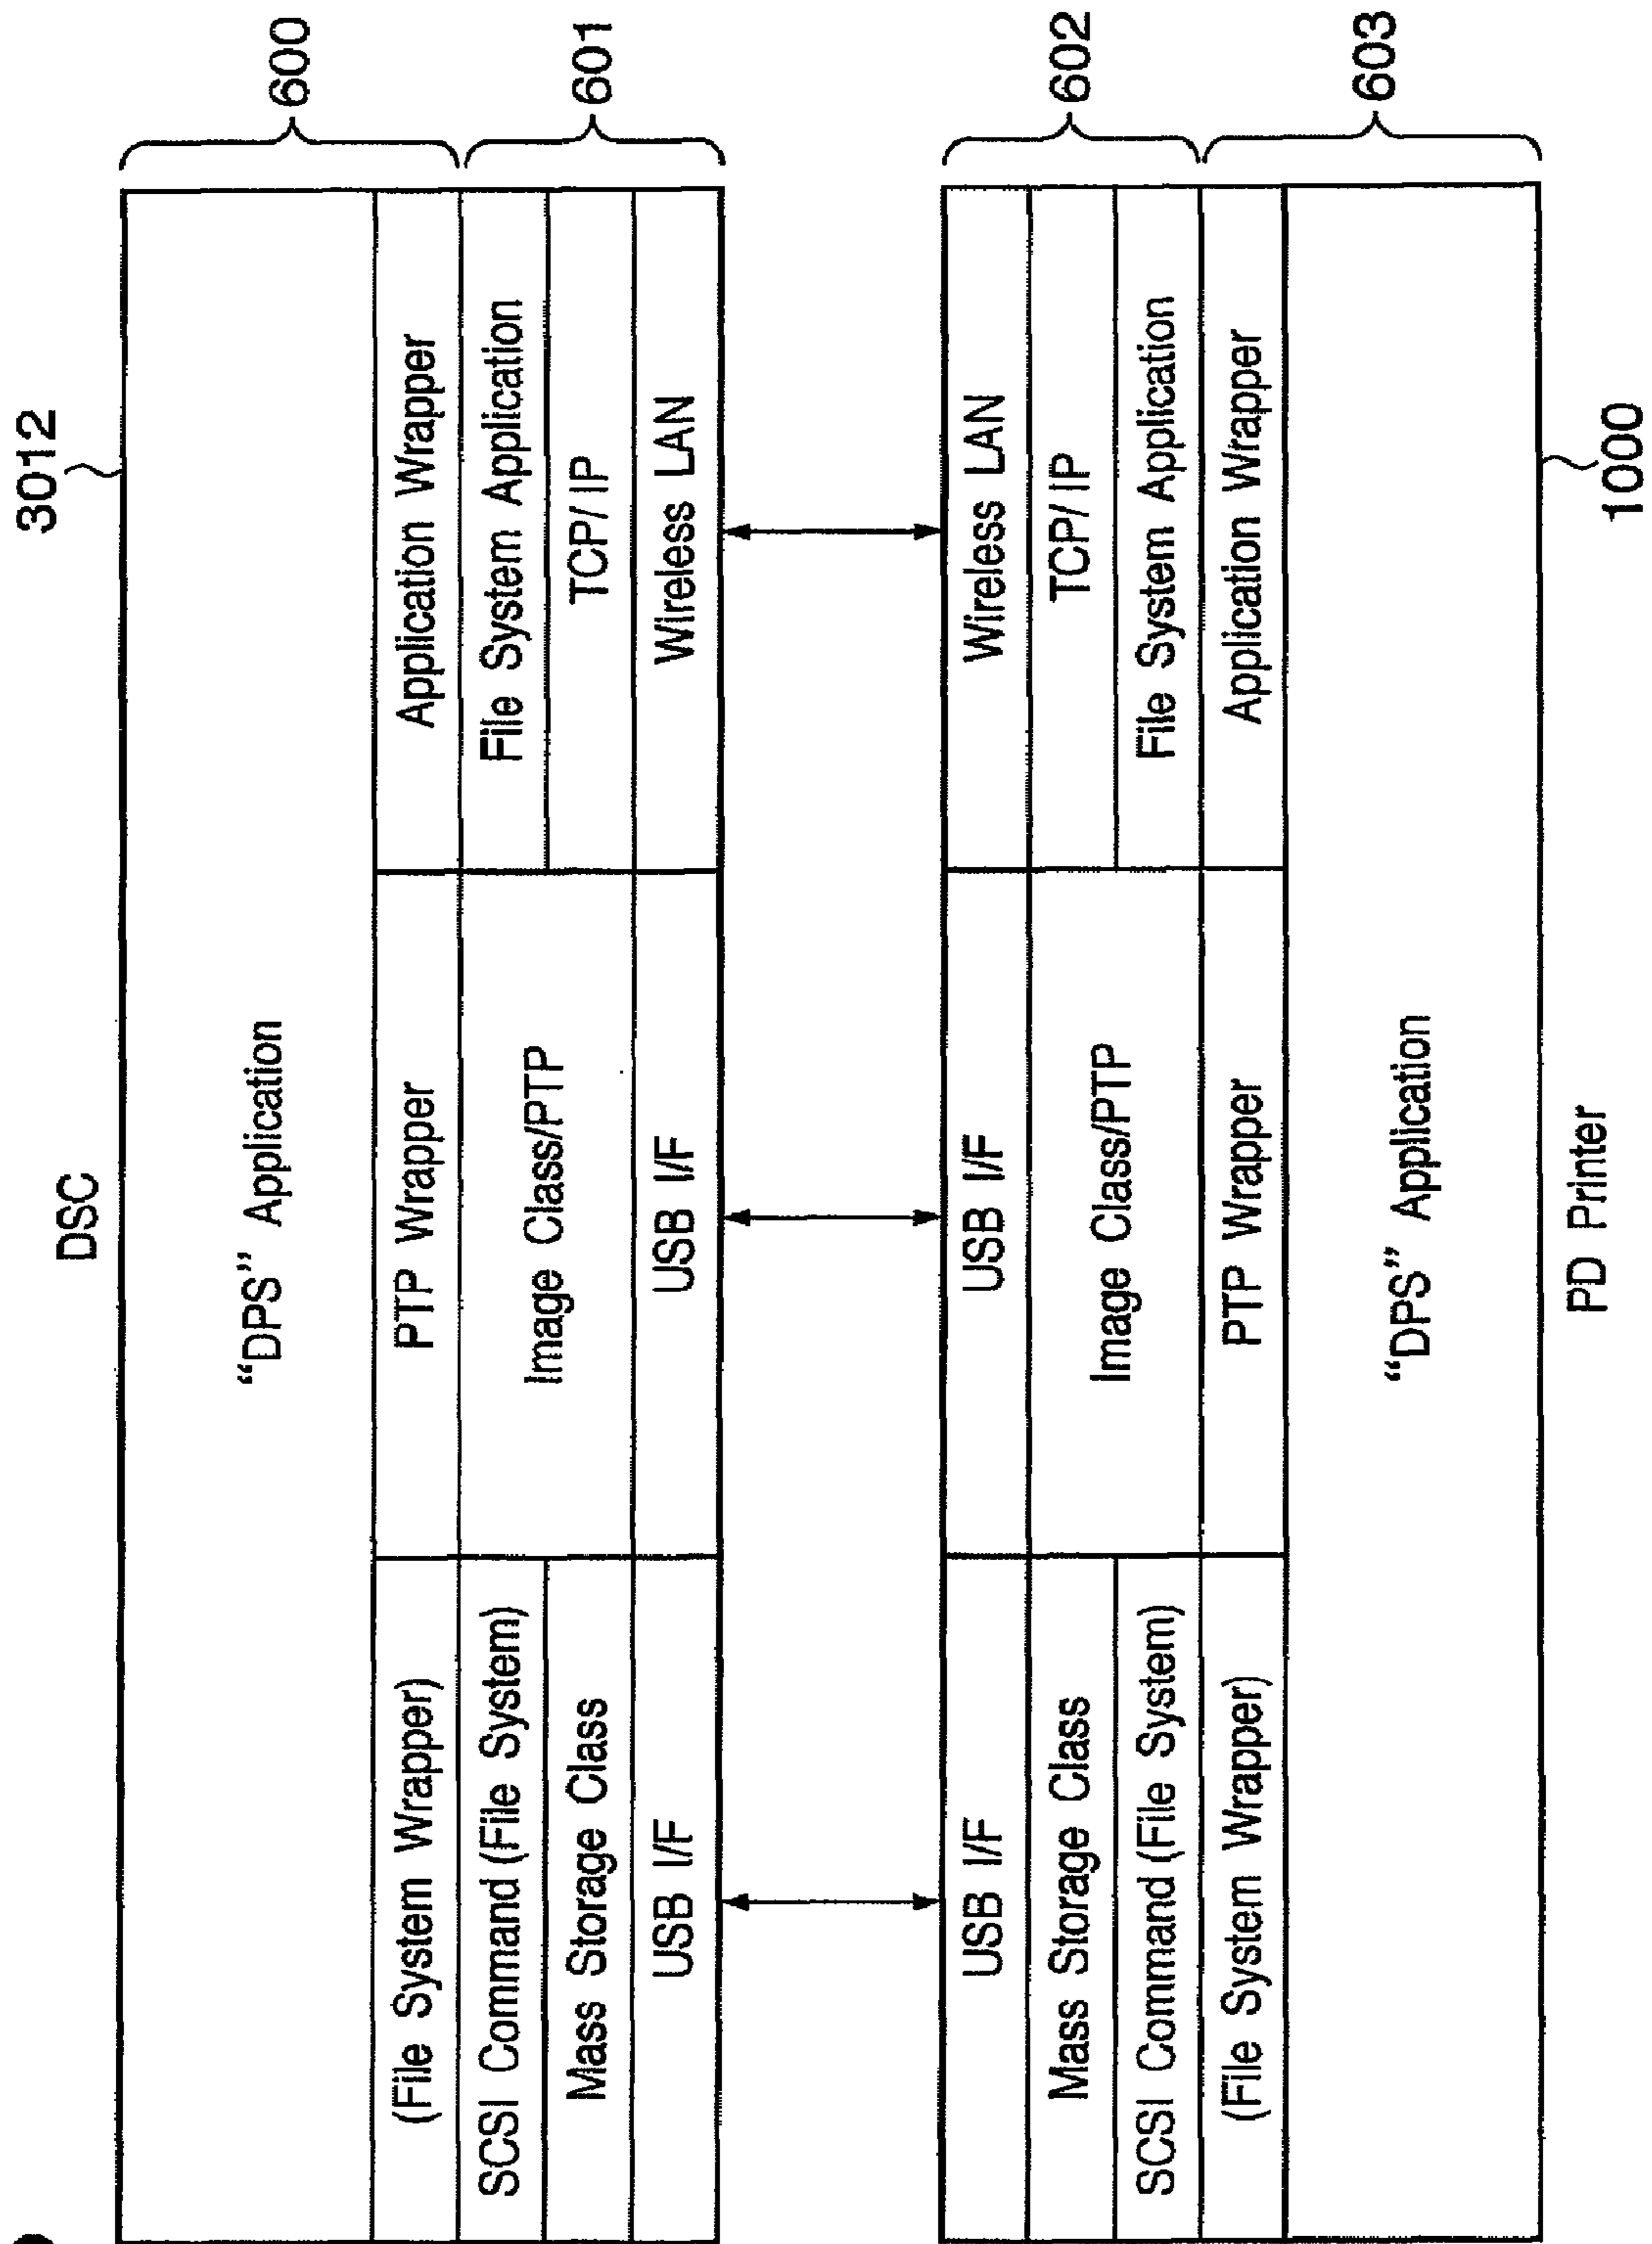 DSC
3012
"DPS" Application
600
(File System Wrapper)
PTP Wrapper
Application Wrapper
SCSI Command (File System)
Image Class/PTP
File System Application
601
Mass Storage Class
TCP/IP
USB I/F
USB I/F
Wireless LAN
USB I/F
USB I/F
Wireless LAN
602
Mass Storage Class
Image Class/PTP
TCP/IP
SCSI Command (File System)
File System Application
(File System Wrapper)
PTP Wrapper
Application Wrapper
603
"DPS" Application
PD Printer
1000